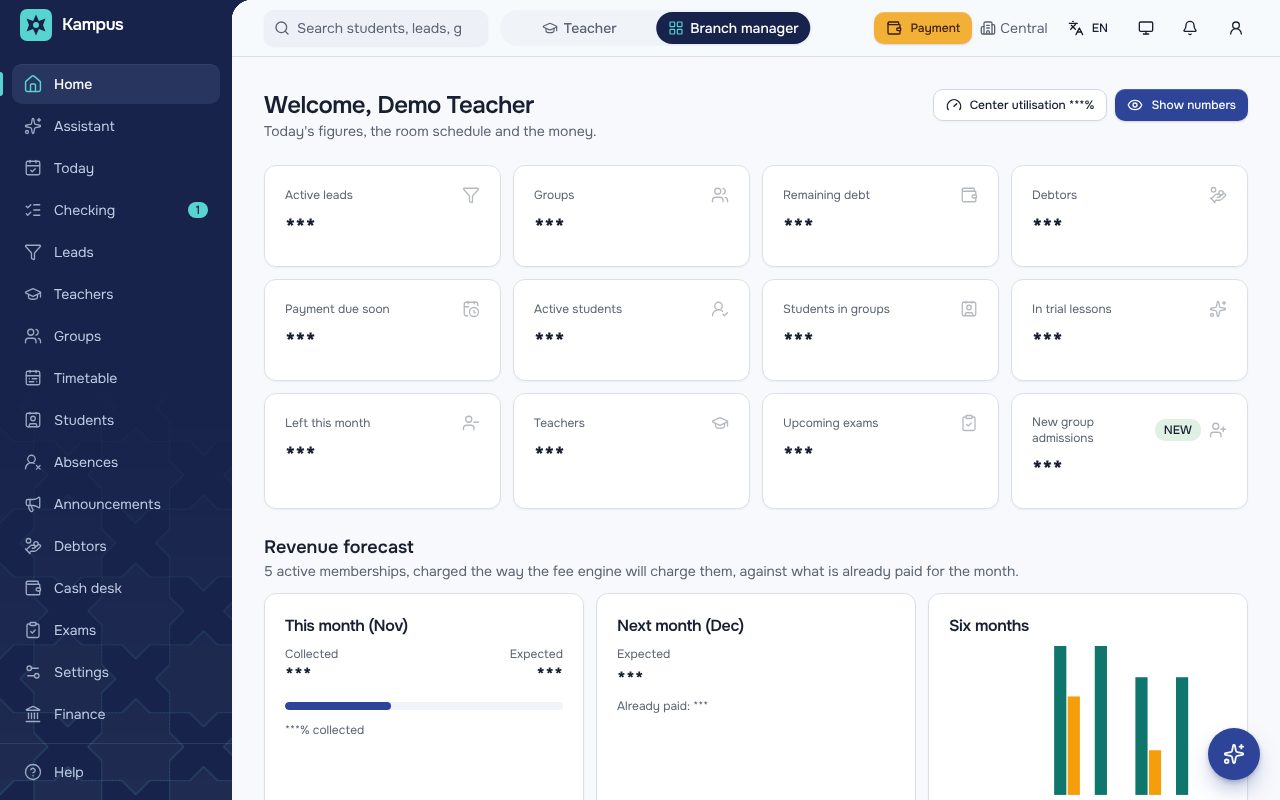 Kampus
Search students, leads, g
Teacher
Branch manager
Payment
Central
EN
Home
Assistant
Today
Checking
1
Leads
Teachers
Groups
Timetable
Students
Absences
Announcements
Debtors
Cash desk
Exams
Settings
Finance
Help
Welcome, Demo Teacher
Today's figures, the room schedule and the money.
Center utilisation ***%
Show numbers
Active leads
***
Groups
***
Remaining debt
***
Debtors
***
Payment due soon
***
Active students
***
Students in groups
***
In trial lessons
***
Left this month
***
Teachers
***
Upcoming exams
***
New group
admissions
NEW
***
Revenue forecast
5 active memberships, charged the way the fee engine will charge them, against what is already paid for the month.
This month (Nov)
Collected
Expected
***
***
***% collected
Next month (Dec)
Expected
***
Already paid: ***
Six months